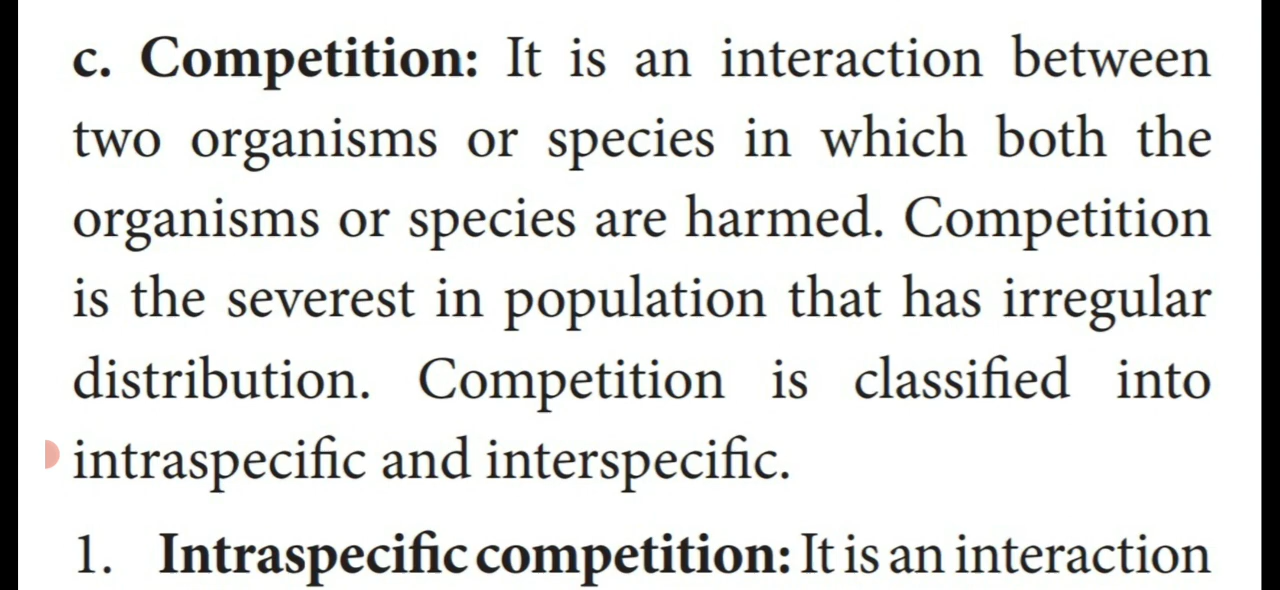 c. Competition: It is an interaction between
two organisms or species in which both the
organisms or species are harmed. Competition
is the severest in population that has irregular
distribution. Competition is classified into
intraspecific and interspecific.
1. Intraspecific competition: It is an interaction